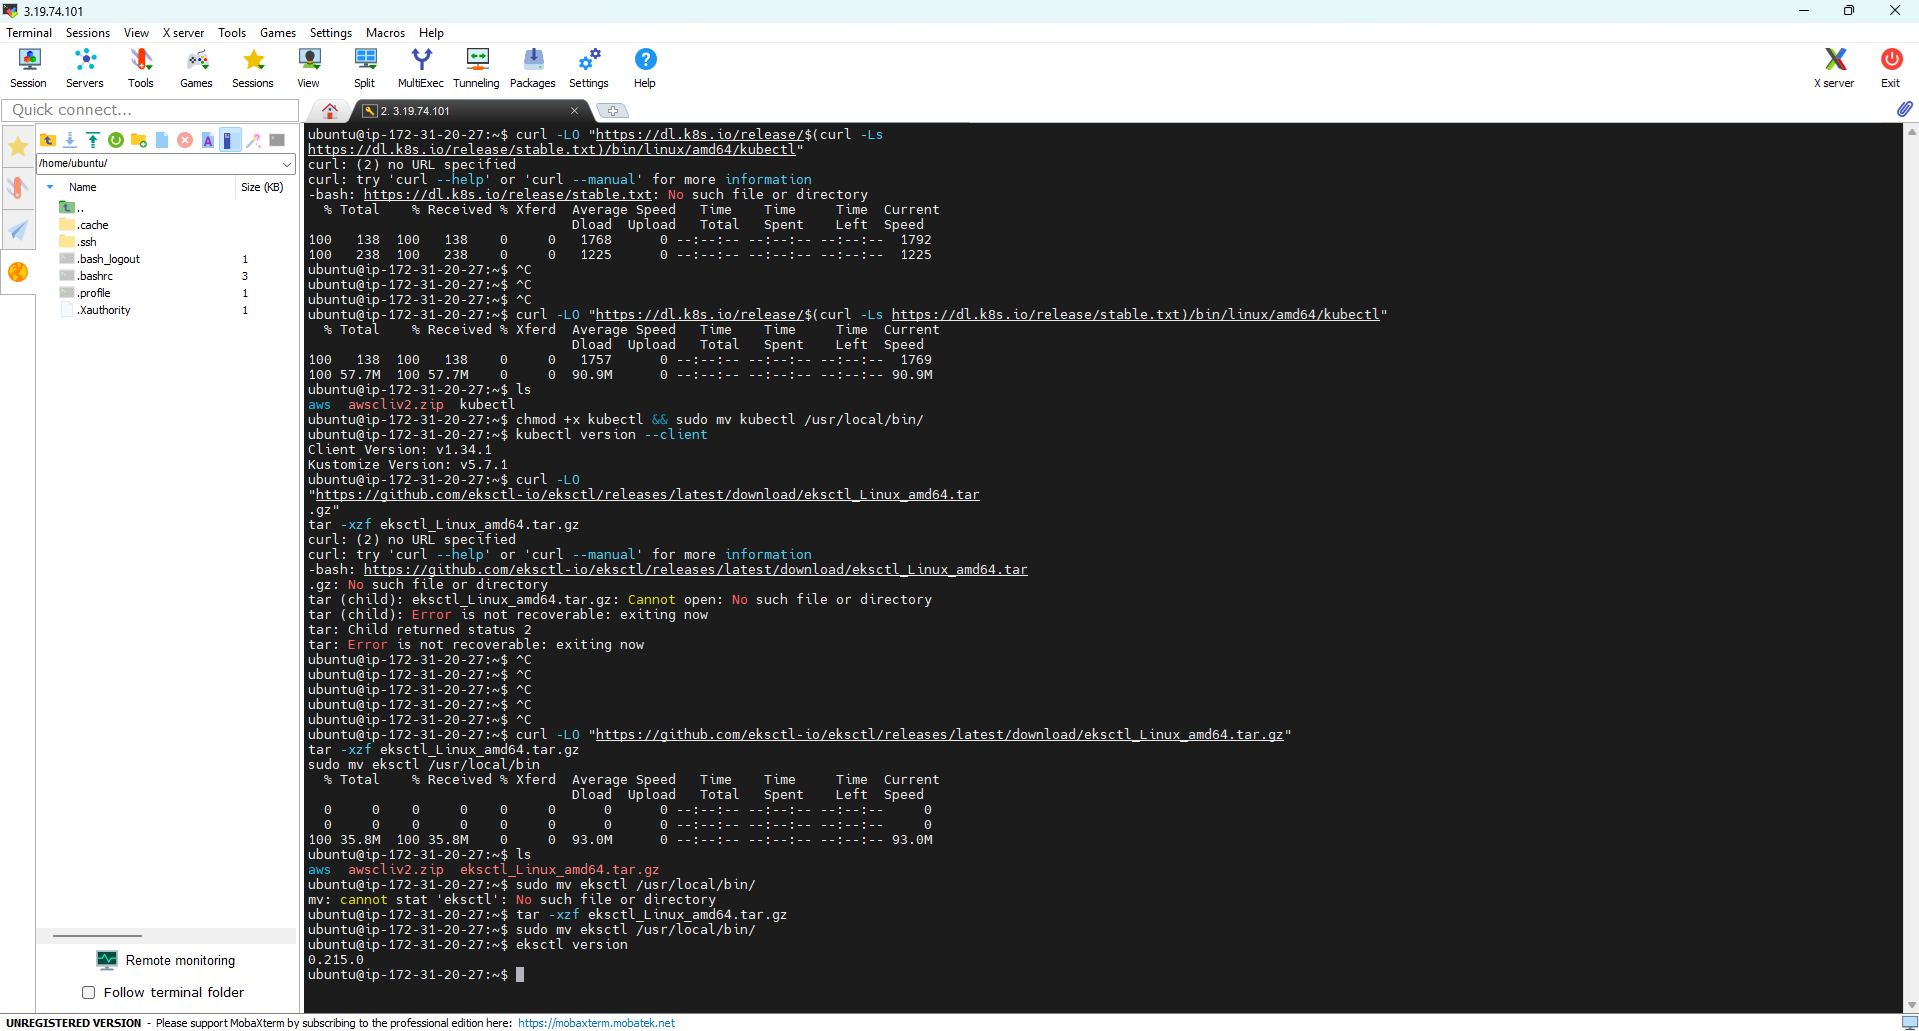 3.19.74.101
Terminal Sessions View X server Tools Games Settings Macros Help
Session Servers Tools Games Sessions View Split MultiExec Tunneling Packages Settings Help X server Exit
Quick connect...
2. 3.19.74.101
/home/ubuntu/
Name Size (KB)
..
.cache
.ssh
.bash_logout 1
.bashrc 3
.profile 1
.Xauthority 1
Remote monitoring
Follow terminal folder
ubuntu@ip-172-31-20-27:~$ curl -LO "https://dl.k8s.io/release/$(curl -Ls
https://dl.k8s.io/release/stable.txt)/bin/linux/amd64/kubectl"
curl: (2) no URL specified
curl: try 'curl --help' or 'curl --manual' for more information
-bash: https://dl.k8s.io/release/stable.txt: No such file or directory
  % Total    % Received % Xferd  Average Speed   Time    Time     Time  Current
                                 Dload  Upload   Total   Spent    Left  Speed
100   138  100   138    0     0   1768      0 --:--:-- --:--:-- --:--:--  1792
100   238  100   238    0     0   1225      0 --:--:-- --:--:-- --:--:--  1225
ubuntu@ip-172-31-20-27:~$ ^C
ubuntu@ip-172-31-20-27:~$ ^C
ubuntu@ip-172-31-20-27:~$ ^C
ubuntu@ip-172-31-20-27:~$ curl -LO "https://dl.k8s.io/release/$(curl -Ls https://dl.k8s.io/release/stable.txt)/bin/linux/amd64/kubectl"
  % Total    % Received % Xferd  Average Speed   Time    Time     Time  Current
                                 Dload  Upload   Total   Spent    Left  Speed
100   138  100   138    0     0   1757      0 --:--:-- --:--:-- --:--:--  1769
100 57.7M  100 57.7M    0     0  90.9M      0 --:--:-- --:--:-- --:--:-- 90.9M
ubuntu@ip-172-31-20-27:~$ ls
aws  awscliv2.zip  kubectl
ubuntu@ip-172-31-20-27:~$ chmod +x kubectl && sudo mv kubectl /usr/local/bin/
ubuntu@ip-172-31-20-27:~$ kubectl version --client
Client Version: v1.34.1
Kustomize Version: v5.7.1
ubuntu@ip-172-31-20-27:~$ curl -LO
"https://github.com/eksctl-io/eksctl/releases/latest/download/eksctl_Linux_amd64.tar
.gz"
tar -xzf eksctl_Linux_amd64.tar.gz
curl: (2) no URL specified
curl: try 'curl --help' or 'curl --manual' for more information
-bash: https://github.com/eksctl-io/eksctl/releases/latest/download/eksctl_Linux_amd64.tar
.gz: No such file or directory
tar (child): eksctl_Linux_amd64.tar.gz: Cannot open: No such file or directory
tar (child): Error is not recoverable: exiting now
tar: Child returned status 2
tar: Error is not recoverable: exiting now
ubuntu@ip-172-31-20-27:~$ ^C
ubuntu@ip-172-31-20-27:~$ ^C
ubuntu@ip-172-31-20-27:~$ ^C
ubuntu@ip-172-31-20-27:~$ ^C
ubuntu@ip-172-31-20-27:~$ ^C
ubuntu@ip-172-31-20-27:~$ curl -LO "https://github.com/eksctl-io/eksctl/releases/latest/download/eksctl_Linux_amd64.tar.gz"
tar -xzf eksctl_Linux_amd64.tar.gz
sudo mv eksctl /usr/local/bin
  % Total    % Received % Xferd  Average Speed   Time    Time     Time  Current
                                 Dload  Upload   Total   Spent    Left  Speed
  0     0    0     0    0     0      0      0 --:--:-- --:--:-- --:--:--     0
  0     0    0     0    0     0      0      0 --:--:-- --:--:-- --:--:--     0
100 35.8M  100 35.8M    0     0  93.0M      0 --:--:-- --:--:-- --:--:-- 93.0M
ubuntu@ip-172-31-20-27:~$ ls
aws  awscliv2.zip  eksctl_Linux_amd64.tar.gz
ubuntu@ip-172-31-20-27:~$ sudo mv eksctl /usr/local/bin/
mv: cannot stat 'eksctl': No such file or directory
ubuntu@ip-172-31-20-27:~$ tar -xzf eksctl_Linux_amd64.tar.gz
ubuntu@ip-172-31-20-27:~$ sudo mv eksctl /usr/local/bin/
ubuntu@ip-172-31-20-27:~$ eksctl version
0.215.0
ubuntu@ip-172-31-20-27:~$
UNREGISTERED VERSION - Please support MobaXterm by subscribing to the professional edition here: https://mobaxterm.mobatek.net